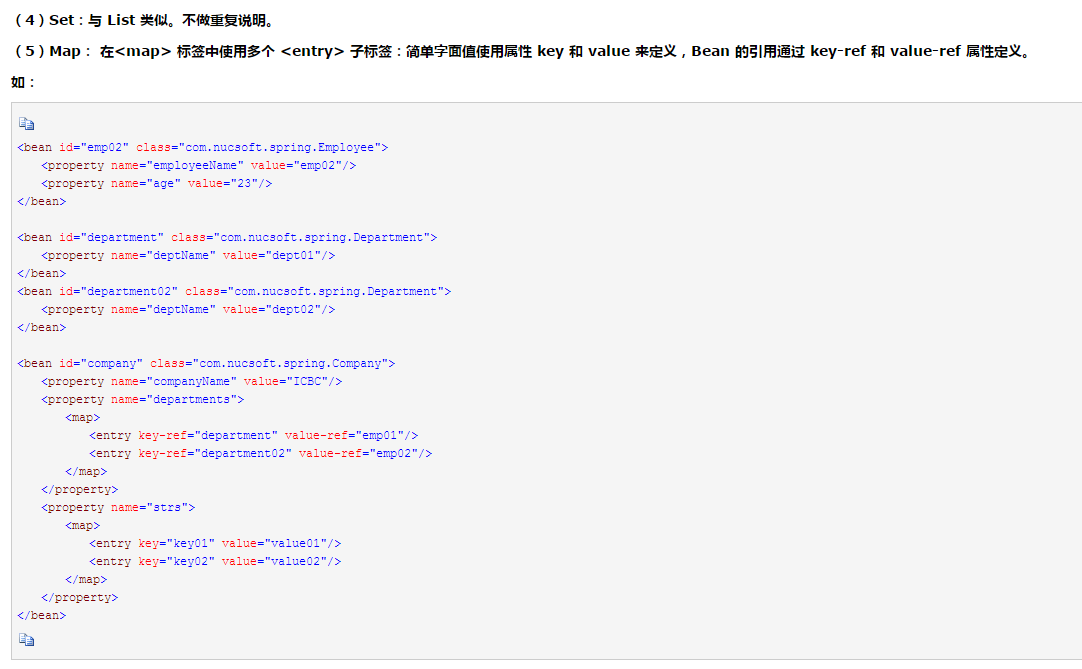 （4）Set：与 List 类似。不做重复说明。
（5）Map： 在<map> 标签中使用多个 <entry> 子标签：简单字面值使用属性 key 和 value 来定义，Bean 的引用通过 key-ref 和 value-ref 属性定义。
如：
<bean id="emp02" class="com.nucsoft.spring.Employee">
    <property name="employeeName" value="emp02"/>
    <property name="age" value="23"/>
</bean>
<bean id="department" class="com.nucsoft.spring.Department">
    <property name="deptName" value="dept01"/>
</bean>
<bean id="department02" class="com.nucsoft.spring.Department">
    <property name="deptName" value="dept02"/>
</bean>
<bean id="company" class="com.nucsoft.spring.Company">
    <property name="companyName" value="ICBC"/>
    <property name="departments">
        <map>
            <entry key-ref="department" value-ref="emp01"/>
            <entry key-ref="department02" value-ref="emp02"/>
        </map>
    </property>
    <property name="strs">
        <map>
            <entry key="key01" value="value01"/>
            <entry key="key02" value="value02"/>
        </map>
    </property>
</bean>